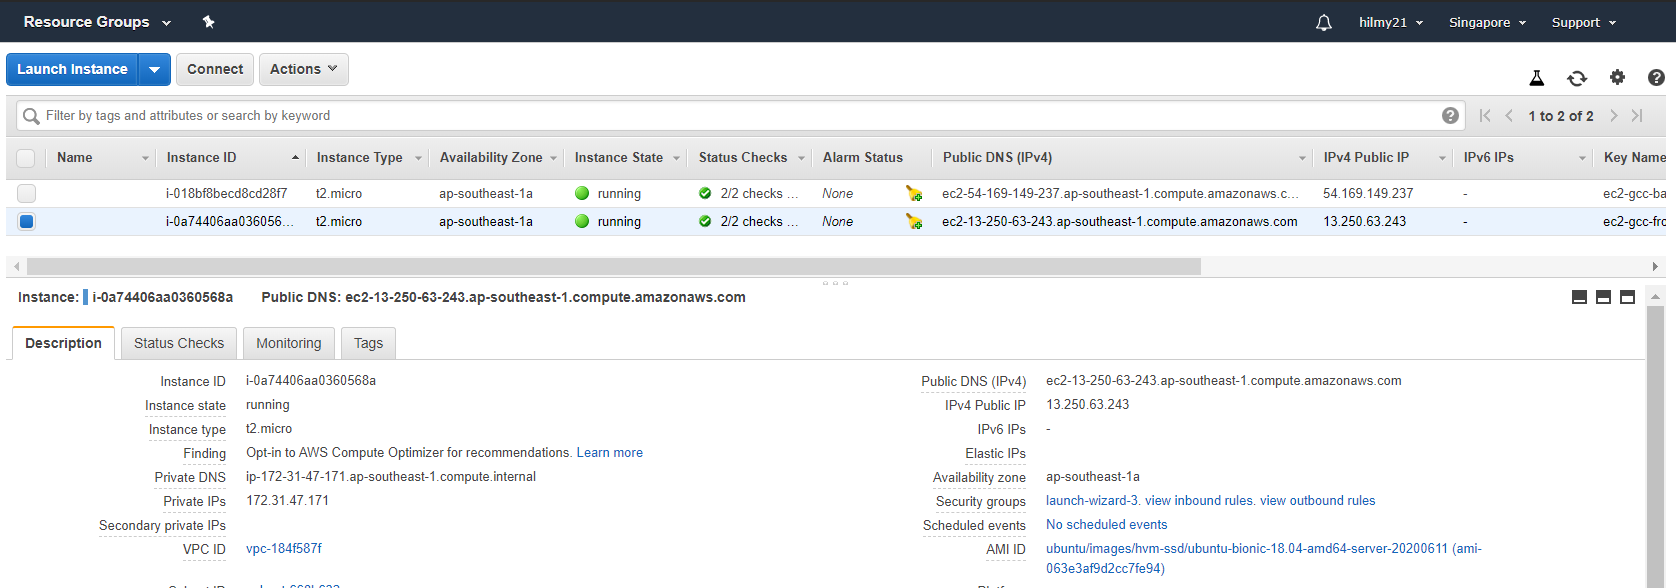 Resource Groups hilmy21 Singapore Support
Launch Instance Connect Actions
Filter by tags and attributes or search by keyword 1 to 2 of 2
Name Instance ID Instance Type Availability Zone Instance State Status Checks Alarm Status Public DNS (IPv4) IPv4 Public IP IPv6 IPs Key Name
i-018bf8becd8cd28f7 t2.micro ap-southeast-1a running 2/2 checks ... None ec2-54-169-149-237.ap-southeast-1.compute.amazonaws.c... 54.169.149.237 - ec2-gcc-ba
i-0a74406aa036056... t2.micro ap-southeast-1a running 2/2 checks ... None ec2-13-250-63-243.ap-southeast-1.compute.amazonaws.com 13.250.63.243 - ec2-gcc-fro
Instance: i-0a74406aa0360568a Public DNS: ec2-13-250-63-243.ap-southeast-1.compute.amazonaws.com
Description Status Checks Monitoring Tags
Instance ID i-0a74406aa0360568a Public DNS (IPv4) ec2-13-250-63-243.ap-southeast-1.compute.amazonaws.com
Instance state running IPv4 Public IP 13.250.63.243
Instance type t2.micro IPv6 IPs -
Finding Opt-in to AWS Compute Optimizer for recommendations. Learn more Elastic IPs
Private DNS ip-172-31-47-171.ap-southeast-1.compute.internal Availability zone ap-southeast-1a
Private IPs 172.31.47.171 Security groups launch-wizard-3. view inbound rules. view outbound rules
Secondary private IPs Scheduled events No scheduled events
VPC ID vpc-184f587f AMI ID ubuntu/images/hvm-ssd/ubuntu-bionic-18.04-amd64-server-20200611 (ami-
063e3af9d2cc7fe94)